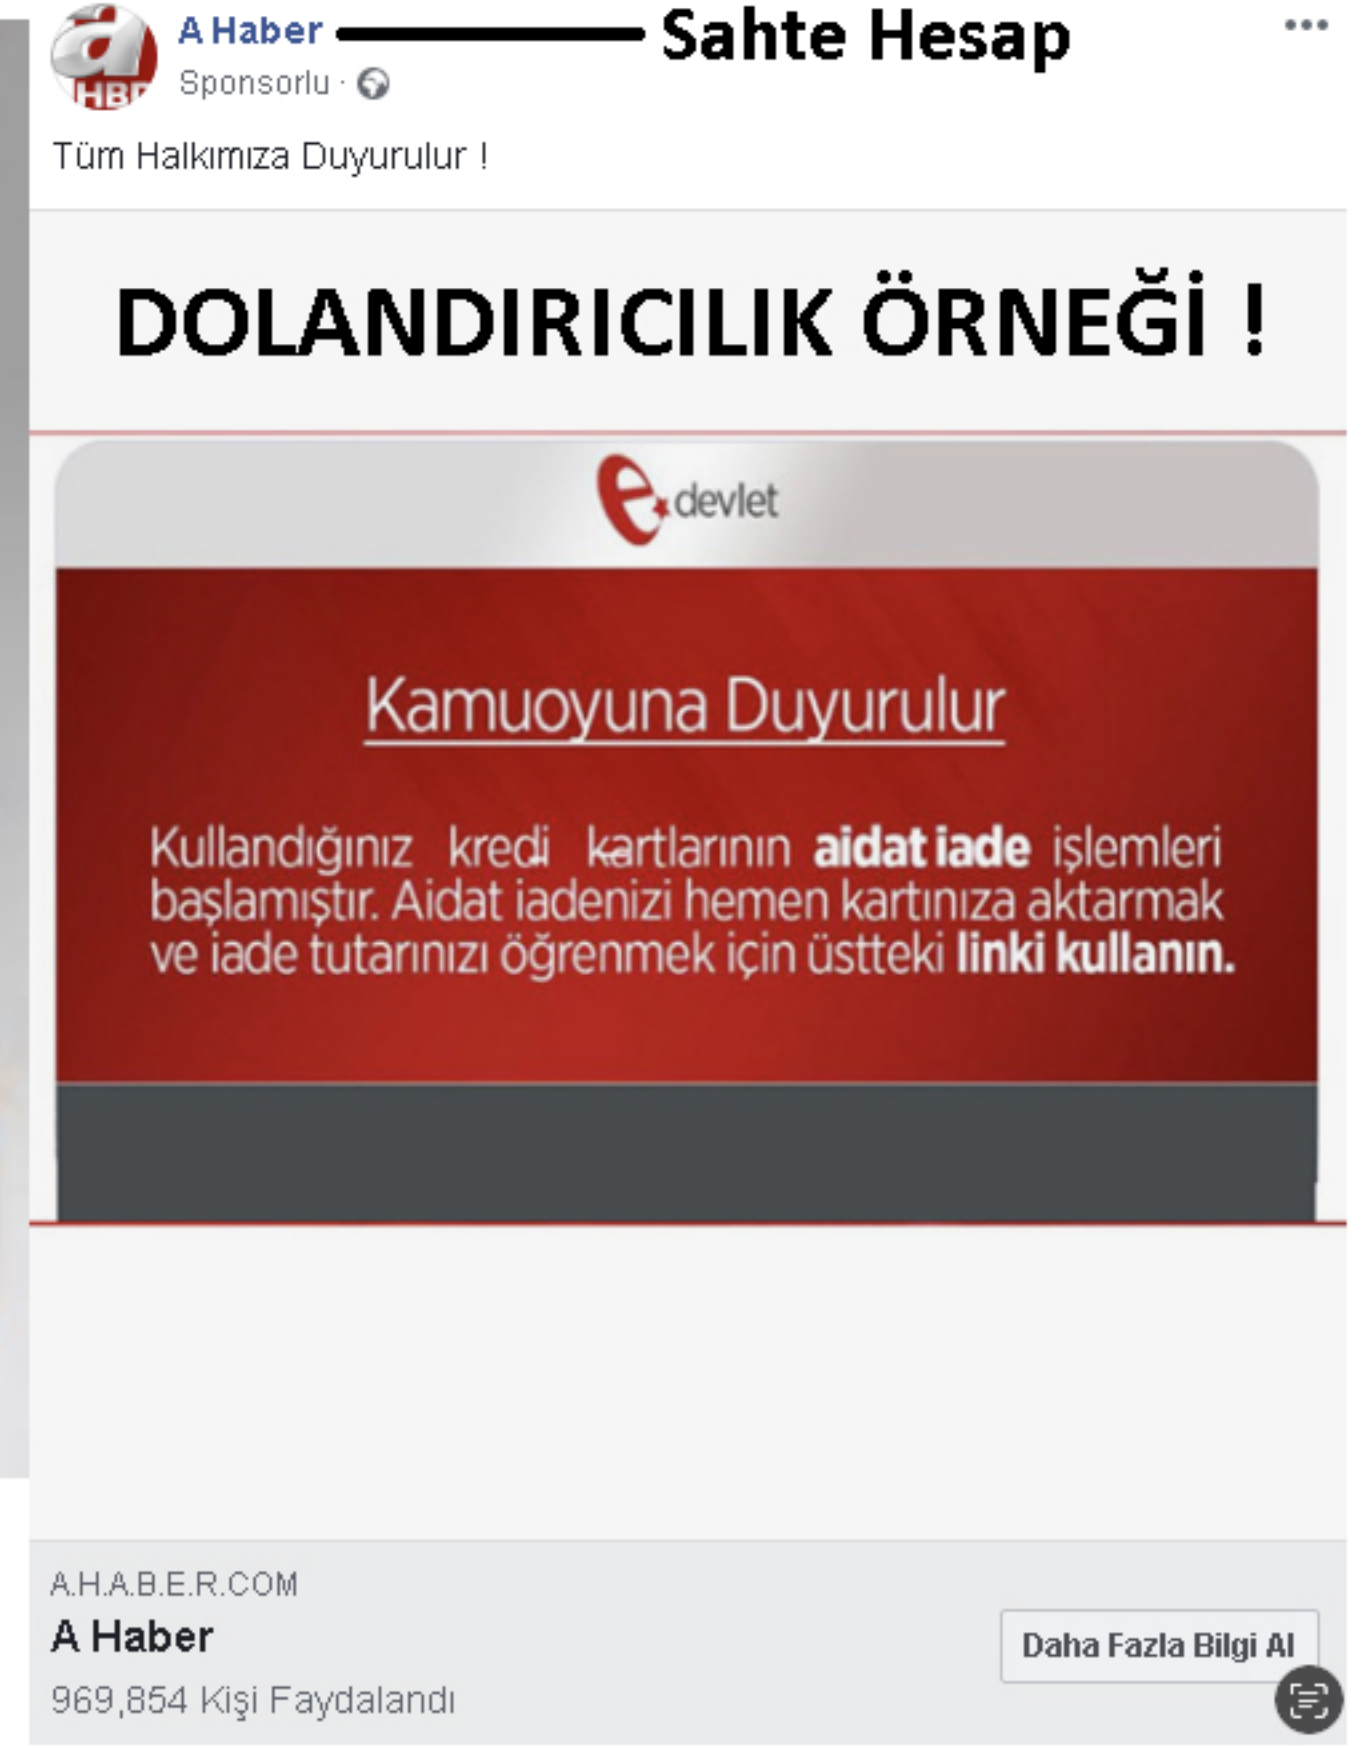 A Haber Sahte Hesap
Sponsorlu ·
Tüm Halkımıza Duyurulur !
DOLANDIRICILIK ÖRNEĞİ !
e devlet
Kamuoyuna Duyurulur
Kullandığınız kredi kartlarının aidat iade işlemleri
başlamıştır. Aidat iadenizi hemen kartınıza aktarmak
ve iade tutarınızı öğrenmek için üstteki linki kullanın.
A.H.A.B.E.R.COM
A Haber
Daha Fazla Bilgi Al
969,854 Kişi Faydalandı
a HBR